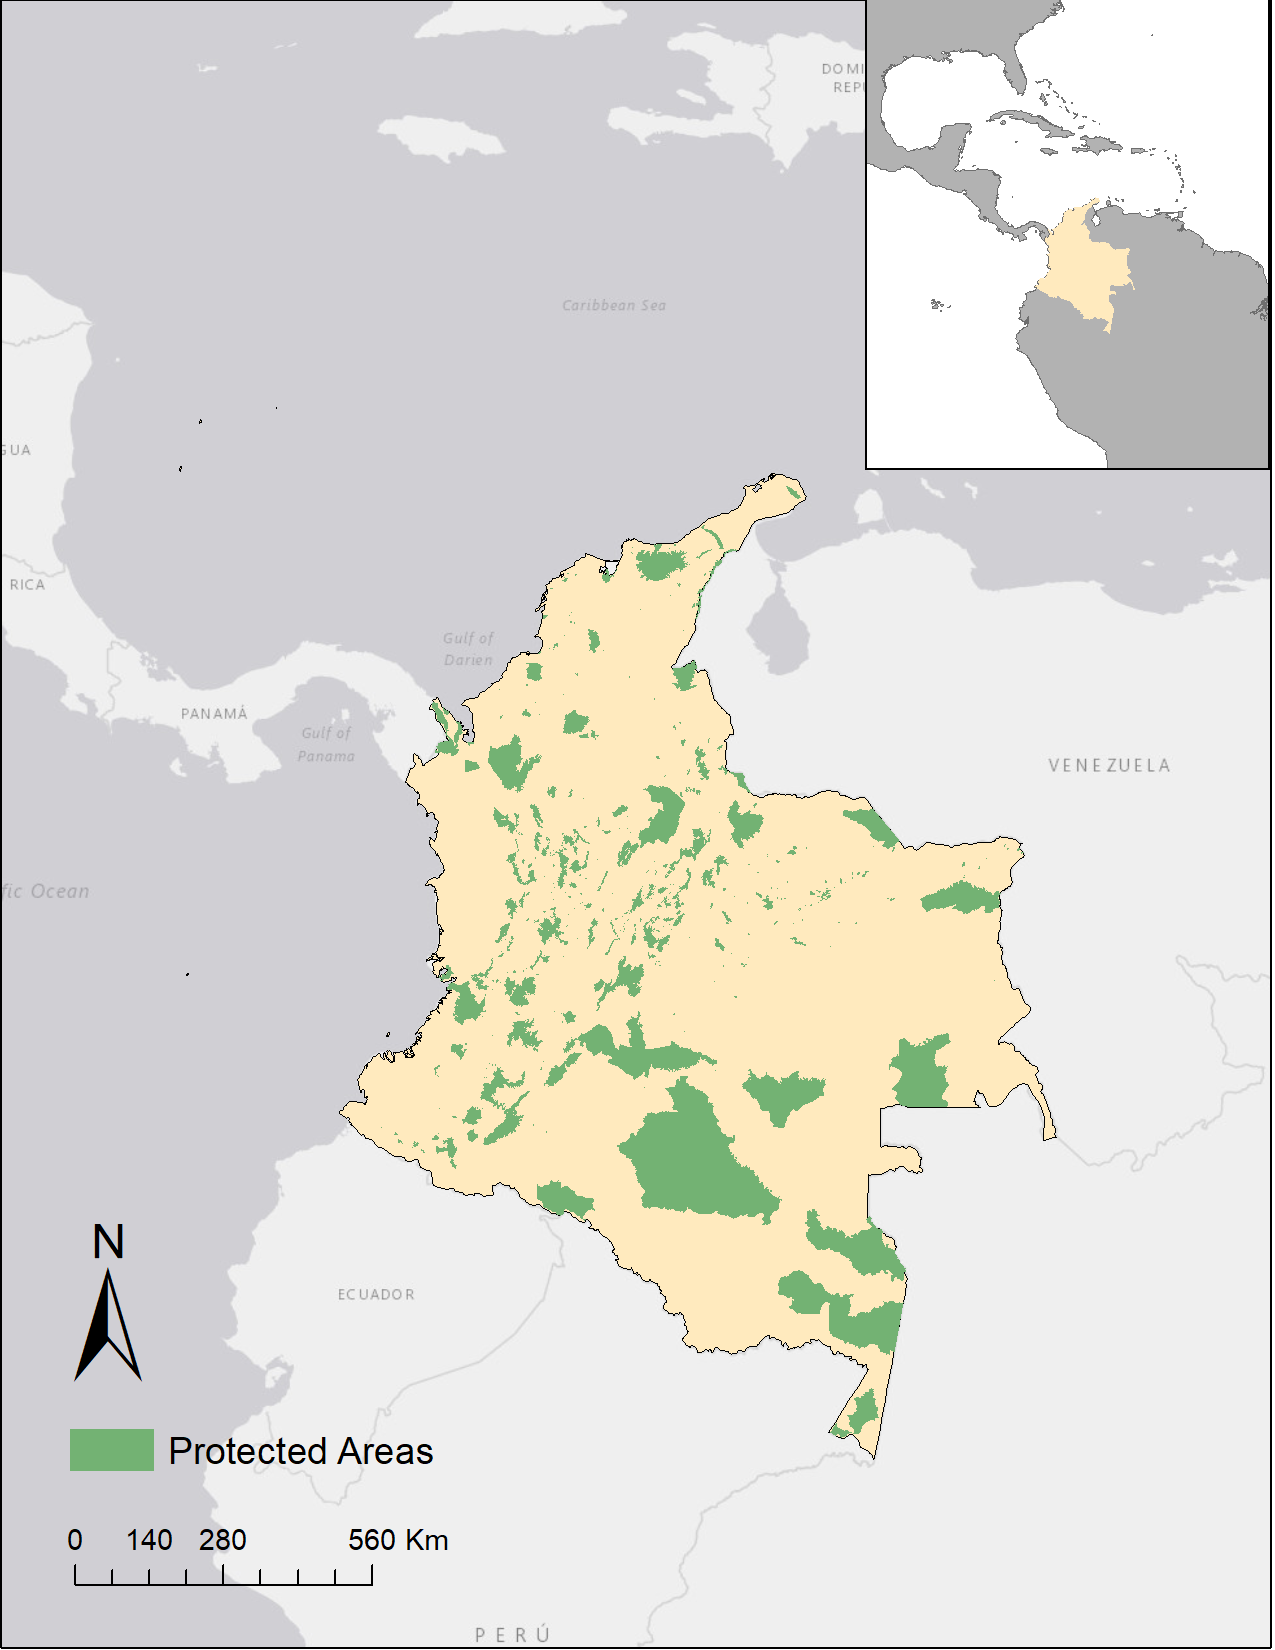 DOMI
REPU
Caribbean Sea
GUA
RICA
Gulf of
Darien
PANAMÁ
Gulf of
Panama
VENEZUELA
fic Ocean
N
ECUADOR
Protected Areas
0 140 280 560 Km
PERÚ